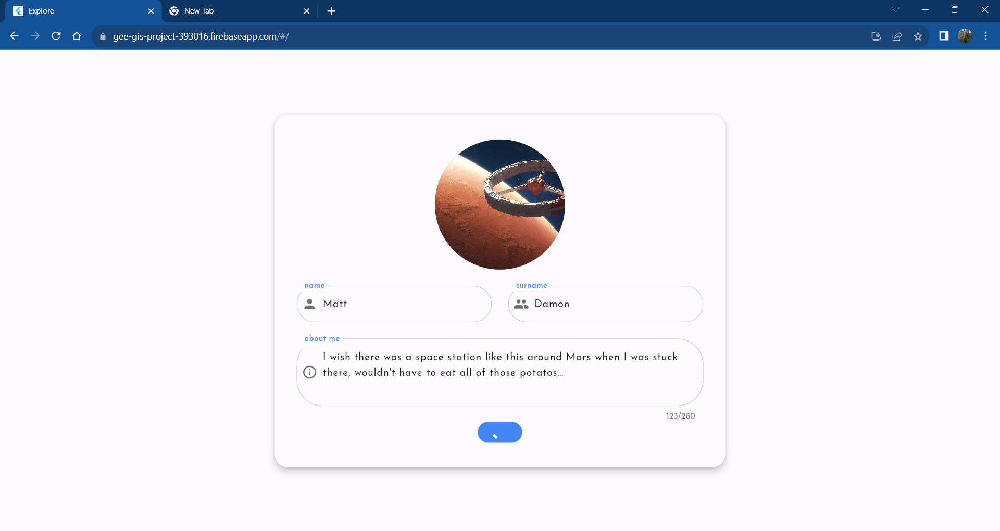 Explore
New Tab
gee-gis-project-393016.firebaseapp.com/#/
name
Matt
surname
Damon
about me
I wish there was a space station like this around Mars when I was stuck
there, wouldn't have to eat all of those potatos...
123/280